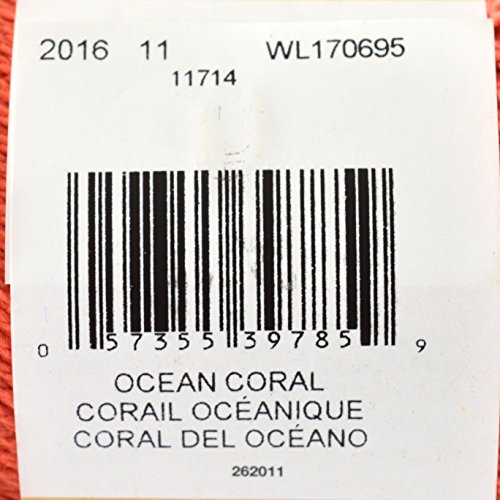 2016 11 WL170695
11714
0 57355 39785 9
OCEAN CORAL
CORAIL OCÉANIQUE
CORAL DEL OCÉANO
262011